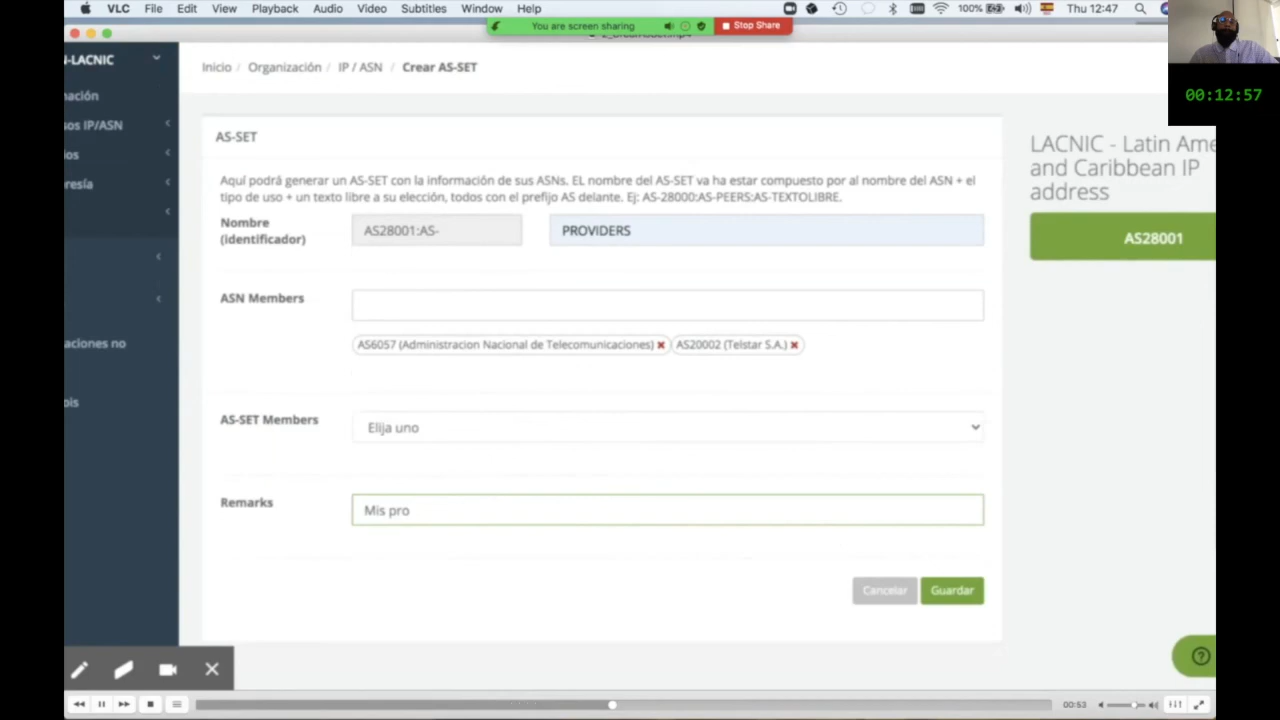 VLC File Edit View Playback Audio Video Subtitles Window Help 100% Thu 12:47
You are screen sharing Stop Share
00:12:57
N-LACNIC
Inicio / Organización / IP / ASN / Crear AS-SET
nación
sos IP/ASN
ios
resía
aciones no
ois
AS-SET
Aquí podrá generar un AS-SET con la información de sus ASNs. EL nombre del AS-SET va ha estar compuesto por al nombre del ASN + el
tipo de uso + un texto libre a su elección, todos con el prefijo AS delante. Ej: AS-28000:AS-PEERS:AS-TEXTOLIBRE.
Nombre
(identificador)
AS28001:AS-
PROVIDERS
ASN Members
AS6057 (Administracion Nacional de Telecomunicaciones) AS20002 (Telstar S.A.)
AS-SET Members
Elija uno
Remarks
Mis pro
Cancelar Guardar
LACNIC - Latin Ame
and Caribbean IP
address
AS28001
00:53